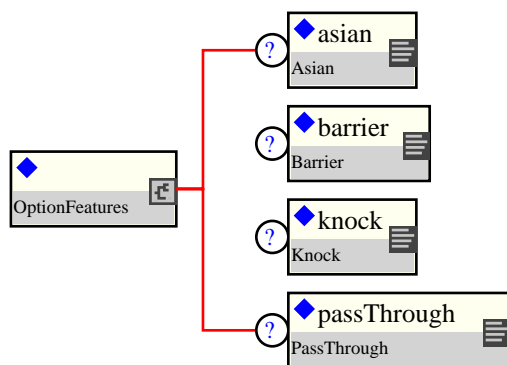 ?
asian
Asian
?
barrier
Barrier
OptionFeatures
?
knock
Knock
?
passThrough
PassThrough